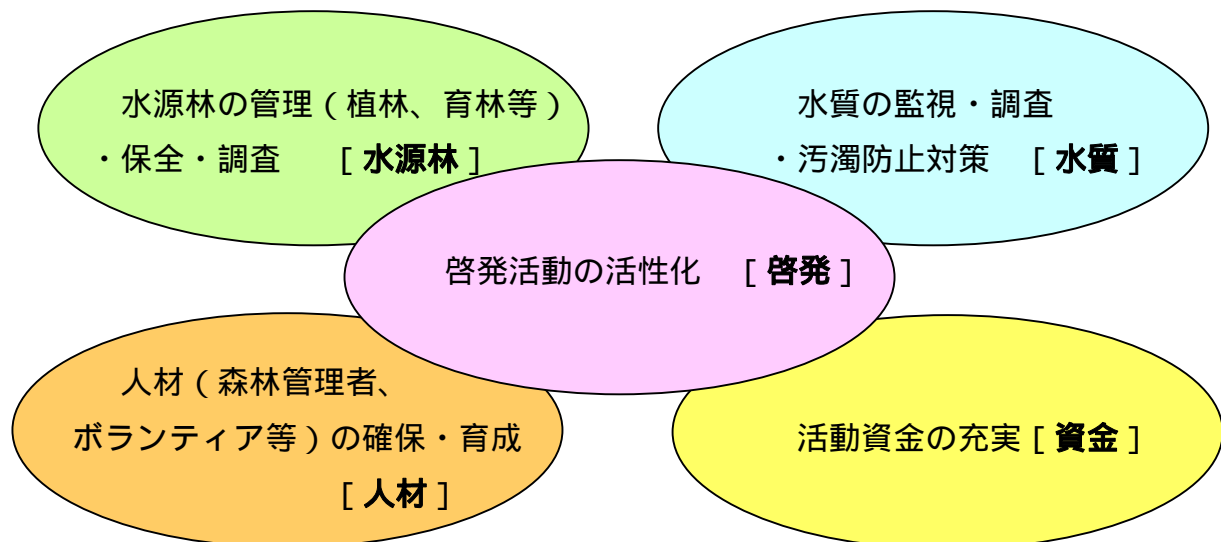 水源林の管理（植林、育林等）
・保全・調査　［水源林］
水質の監視・調査
・汚濁防止対策　［水質］
啓発活動の活性化　［啓発］
人材（森林管理者、
ボランティア等）の確保・育成
［人材］
活動資金の充実［資金］